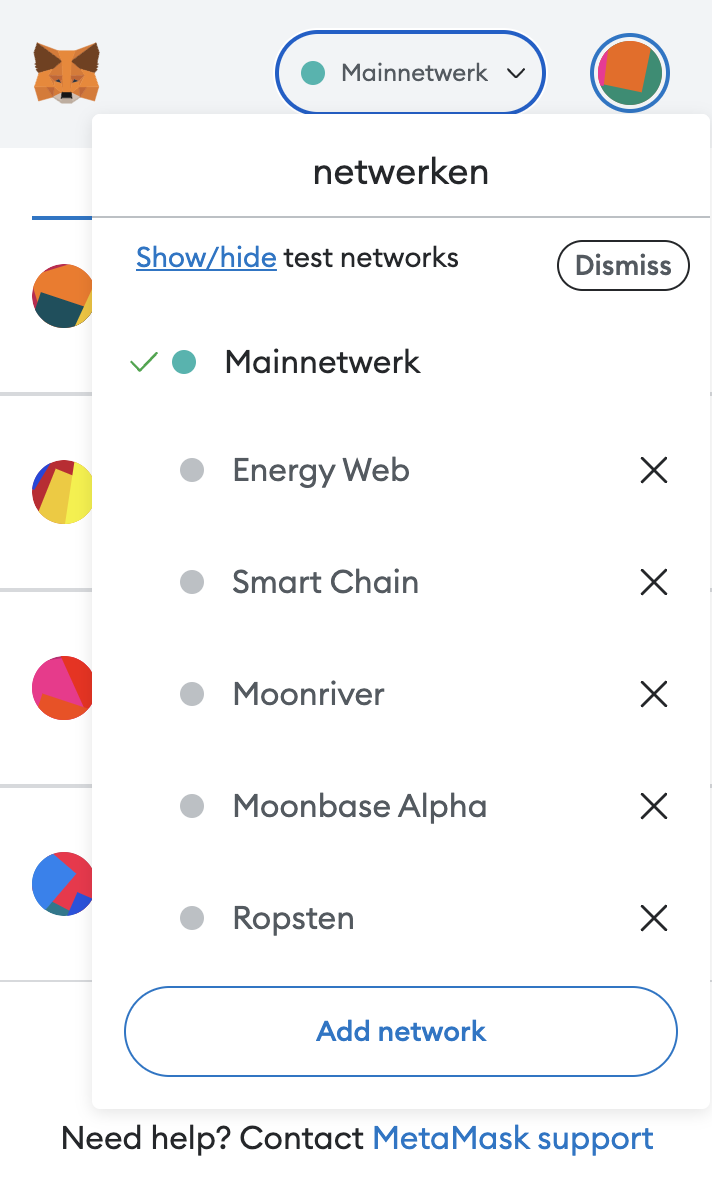 Mainnetwerk
netwerken
Show/hide test networks
Dismiss
Mainnetwerk
Energy Web
Smart Chain
Moonriver
Moonbase Alpha
Ropsten
Add network
Need help? Contact MetaMask support